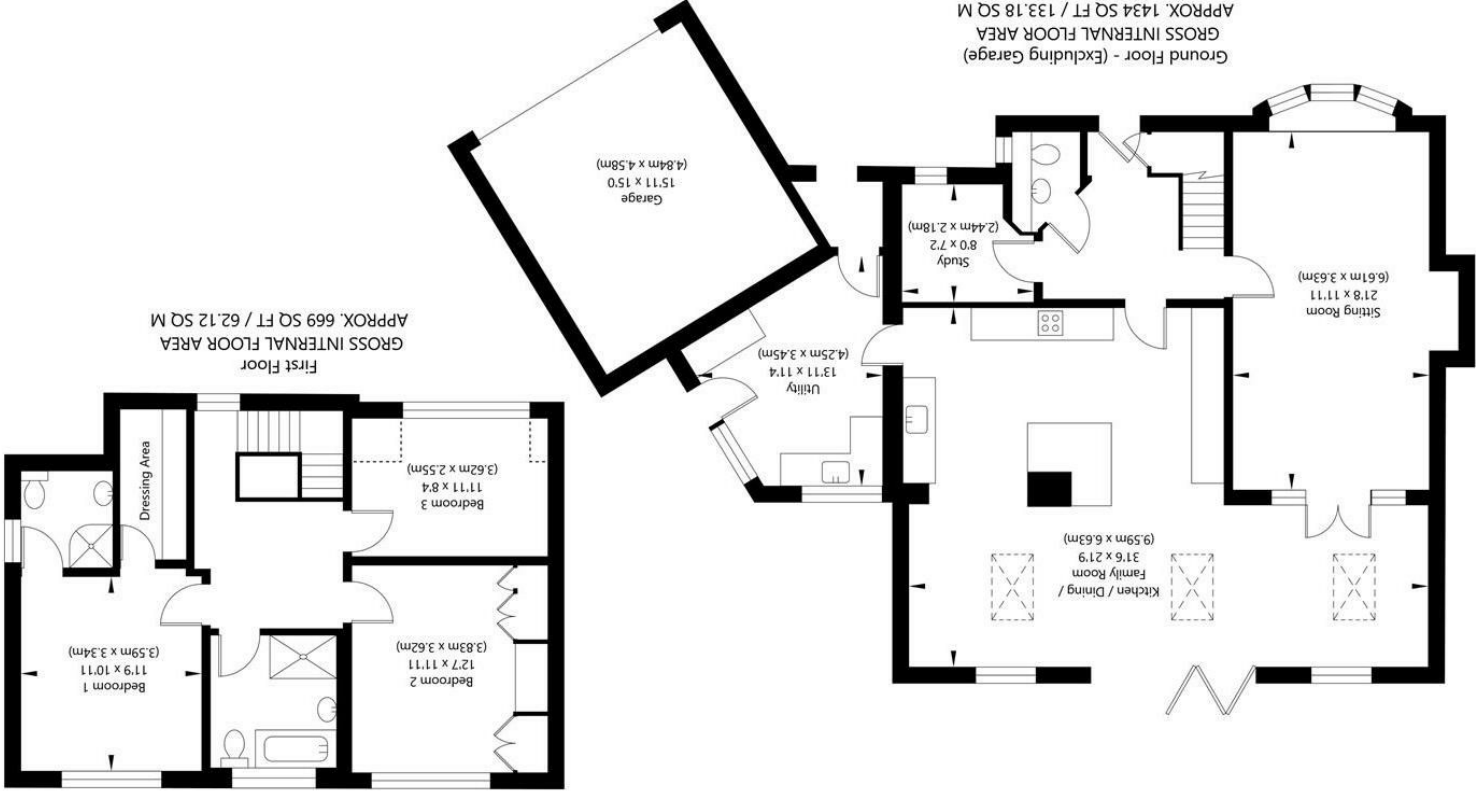 Ground Floor - (Excluding Garage)
GROSS INTERNAL FLOOR AREA
APPROX. 1434 SQ FT / 133.18 SQ M
Kitchen / Dining /
Family Room
31'6 x 21'9
(9.59m x 6.63m)
Sitting Room
21'8 x 11'11
(6.61m x 3.63m)
Utility
13'11 x 11'4
(4.25m x 3.45m)
Study
8'0 x 7'2
(2.44m x 2.18m)
Garage
15'11 x 15'0
(4.84m x 4.58m)
First Floor
GROSS INTERNAL FLOOR AREA
APPROX. 669 SQ FT / 62.12 SQ M
Bedroom 2
12'7 x 11'11
(3.83m x 3.62m)
Bedroom 1
11'9 x 10'11
(3.59m x 3.34m)
Bedroom 3
11'11 x 8'4
(3.62m x 2.55m)
Dressing Area